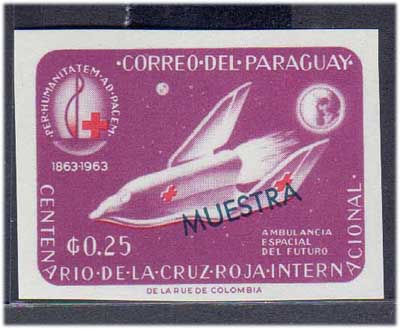 ·CORREO·DEL·PARAGUAY·
PER·HUMANITATEM·AD·PACEM
1863·1963
MUESTRA
₲0.25
AMBULANCIA
ESPACIAL
DEL FUTURO
CENTENARIO·DE·LA·CRUZ·ROJA·INTERNACIONAL·
DE LA RUE DE COLOMBIA